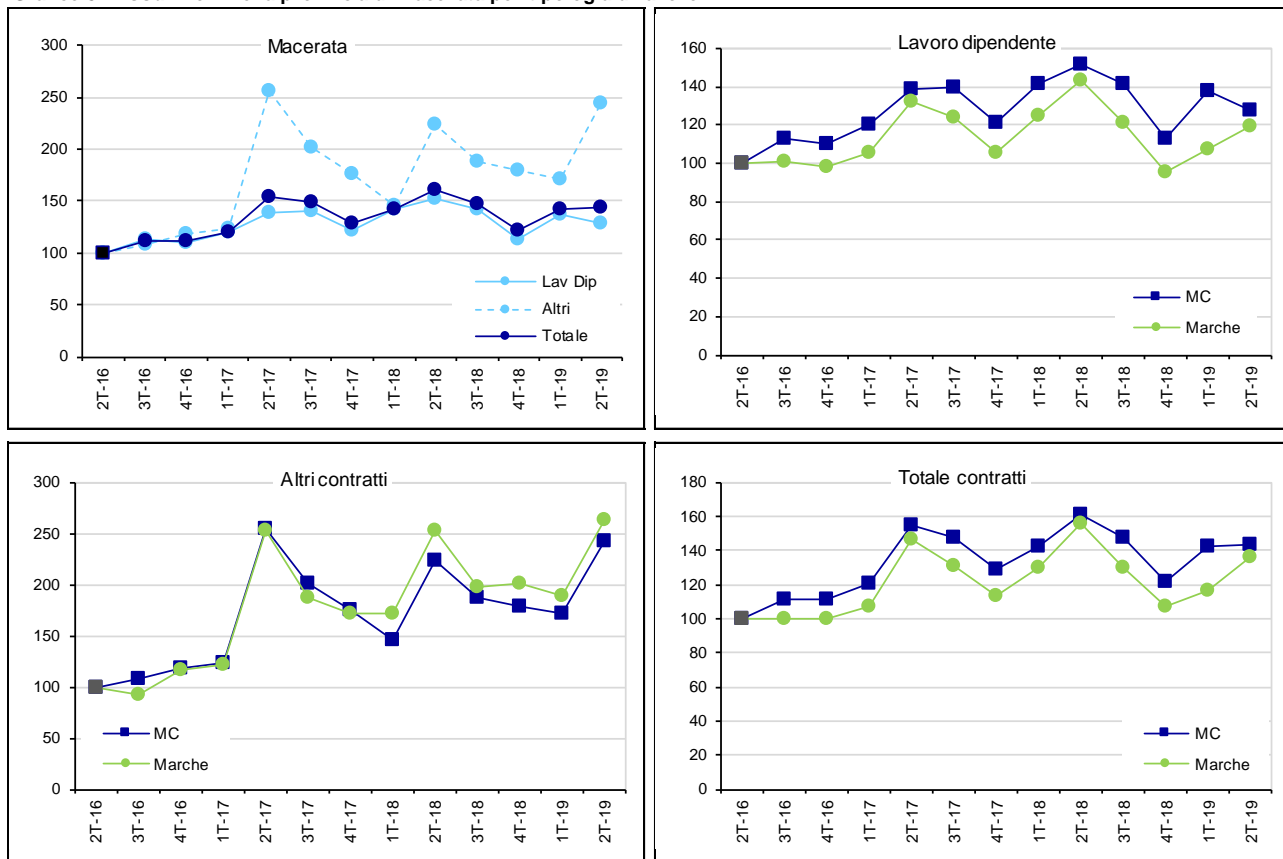 Macerata
300
250
200
150
100
50
0
Lav Dip
Altri
Totale
2T-16
3T-16
4T-16
1T-17
2T-17
3T-17
4T-17
1T-18
2T-18
3T-18
4T-18
1T-19
2T-19
Lavoro dipendente
160
140
120
100
80
60
40
20
0
MC
Marche
2T-16
3T-16
4T-16
1T-17
2T-17
3T-17
4T-17
1T-18
2T-18
3T-18
4T-18
1T-19
2T-19
Altri contratti
300
250
200
150
100
50
0
MC
Marche
2T-16
3T-16
4T-16
1T-17
2T-17
3T-17
4T-17
1T-18
2T-18
3T-18
4T-18
1T-19
2T-19
Totale contratti
180
160
140
120
100
80
60
40
20
0
MC
Marche
2T-16
3T-16
4T-16
1T-17
2T-17
3T-17
4T-17
1T-18
2T-18
3T-18
4T-18
1T-19
2T-19